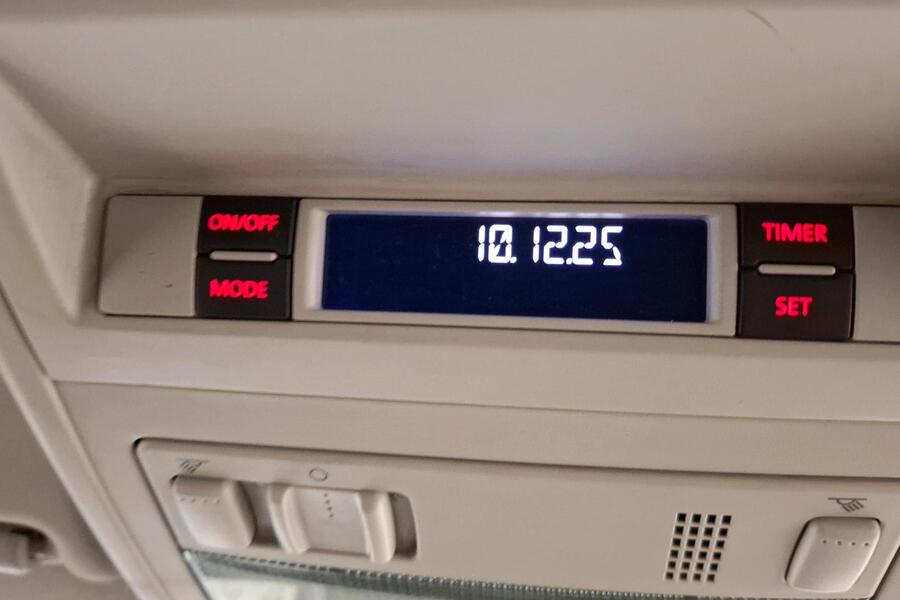 ON/OFF
10.12.25
TIMER
MODE
SET